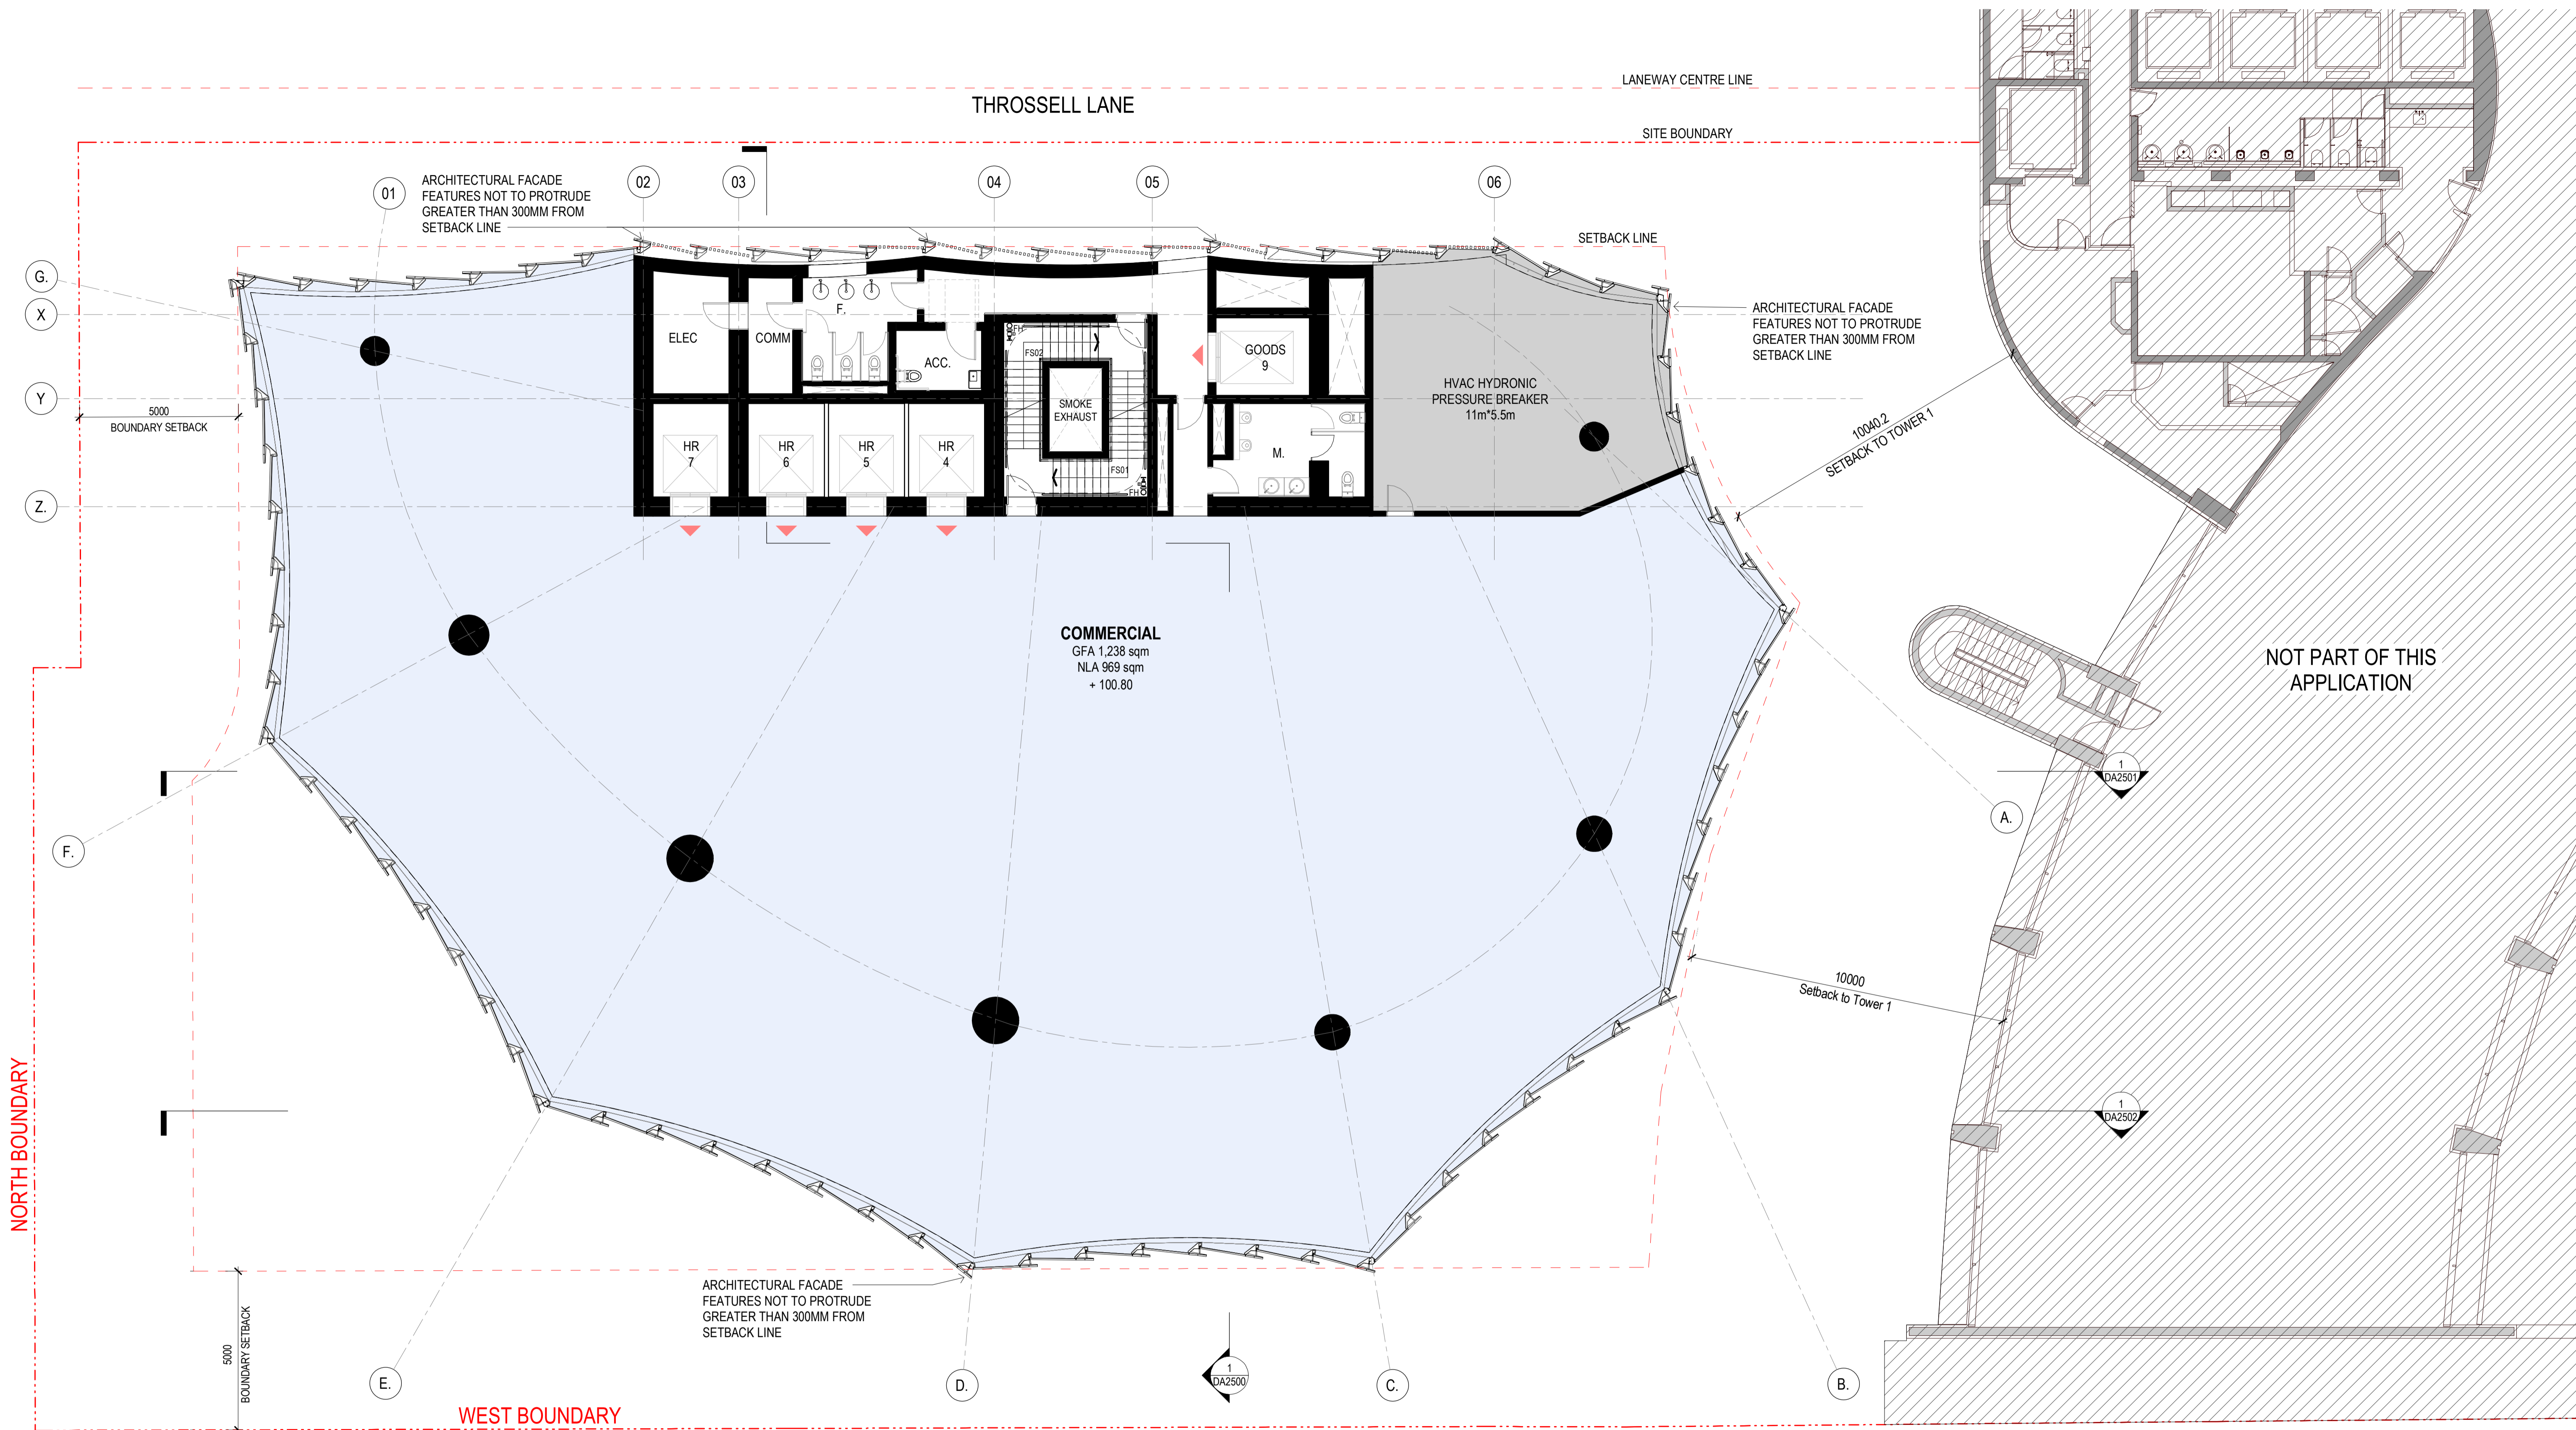 LANEWAY CENTRE LINE
THROSSELL LANE
SITE BOUNDARY
01
ARCHITECTURAL FACADE
FEATURES NOT TO PROTRUDE
GREATER THAN 300MM FROM
SETBACK LINE
02
03
04
05
06
SETBACK LINE
G.
X
Y
Z.
5000
BOUNDARY SETBACK
ELEC
COMM
F.
ACC.
FH
FS02
SMOKE
EXHAUST
FS01
FH
GOODS
9
M.
HR
7
HR
6
HR
5
HR
4
HVAC HYDRONIC
PRESSURE BREAKER
11m*5.5m
ARCHITECTURAL FACADE
FEATURES NOT TO PROTRUDE
GREATER THAN 300MM FROM
SETBACK LINE
10040.2
SETBACK TO TOWER 1
COMMERCIAL
GFA 1,238 sqm
NLA 969 sqm
+ 100.80
NOT PART OF THIS
APPLICATION
1
DA2501
A.
F.
10000
Setback to Tower 1
1
DA2502
NORTH BOUNDARY
ARCHITECTURAL FACADE
FEATURES NOT TO PROTRUDE
GREATER THAN 300MM FROM
SETBACK LINE
5000
BOUNDARY SETBACK
E.
D.
1
DA2500
C.
B.
WEST BOUNDARY